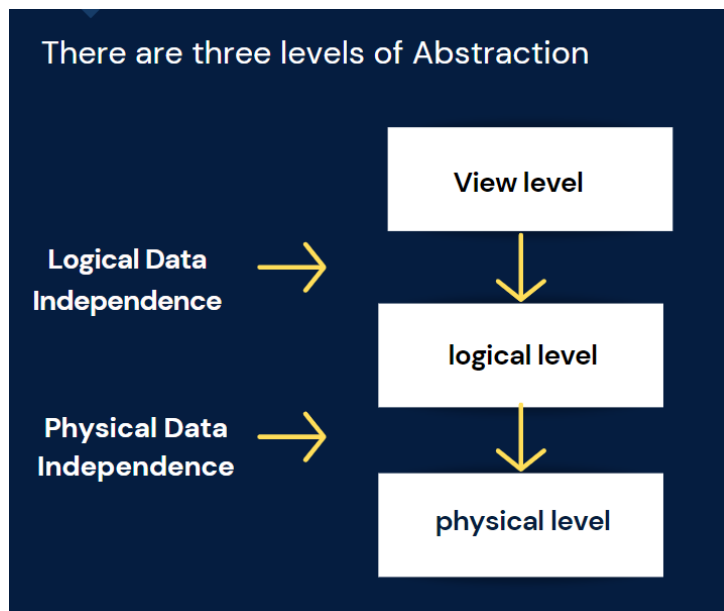 There are three levels of Abstraction
View level
Logical Data
Independence
logical level
Physical Data
Independence
physical level